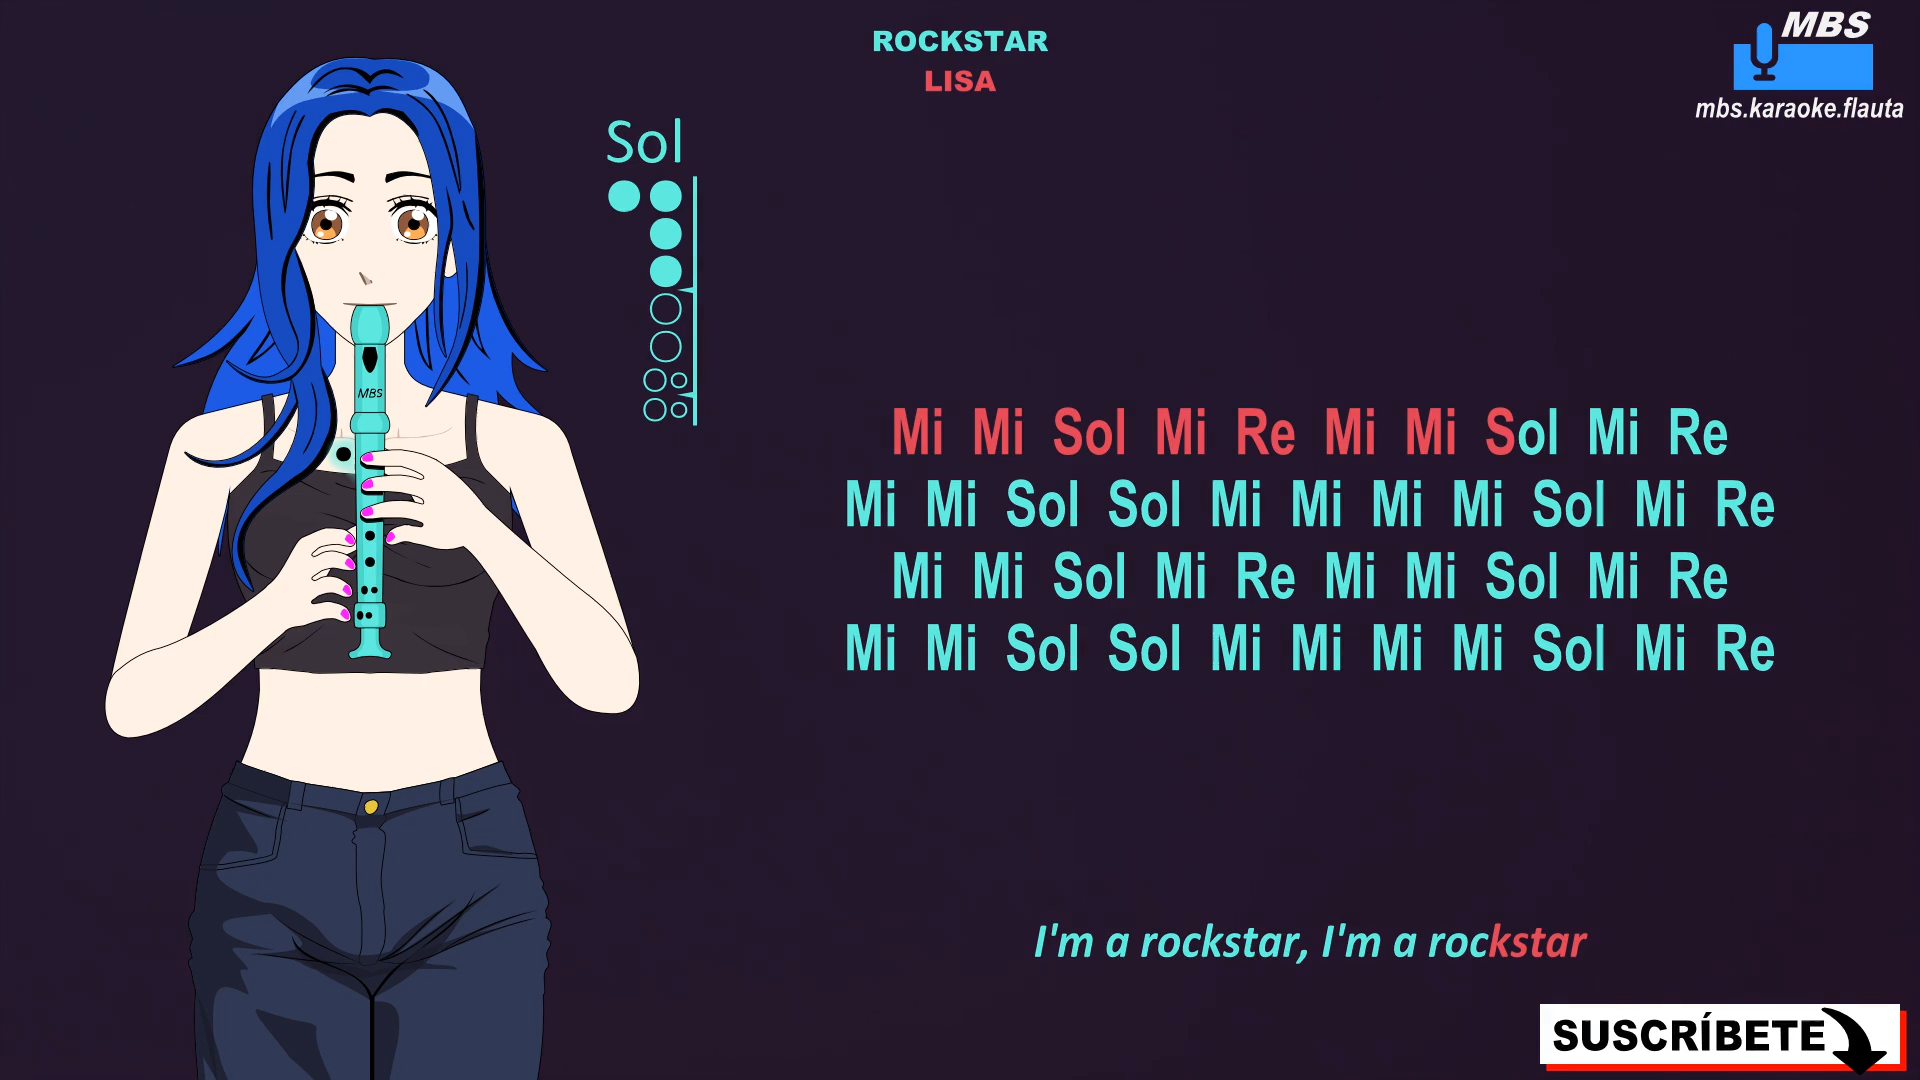 ROCKSTAR
LISA
MBS
mbs.karaoke.flauta
Sol
MBS
Mi Mi Sol Mi Re Mi Mi Sol Mi Re
Mi Mi Sol Sol Mi Mi Mi Mi Sol Mi Re
Mi Mi Sol Mi Re Mi Mi Sol Mi Re
Mi Mi Sol Sol Mi Mi Mi Mi Sol Mi Re
I'm a rockstar, I'm a rockstar
SUSCRÍBETE